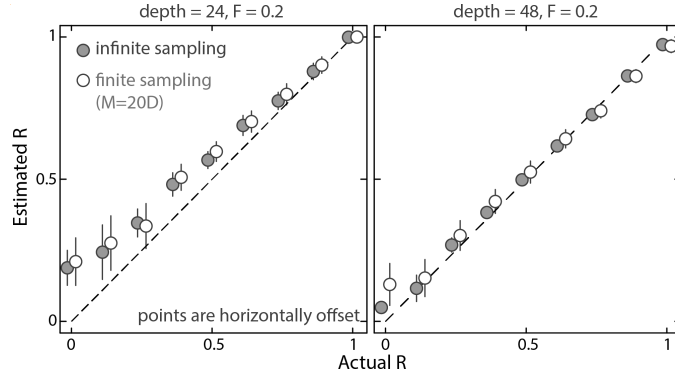 depth = 24, F = 0.2
depth = 48, F = 0.2
1
infinite sampling
finite sampling
(M=20D)
Estimated R
0.5
points are horizontally offset
0
0
0.5
1
0
0.5
1
Actual R